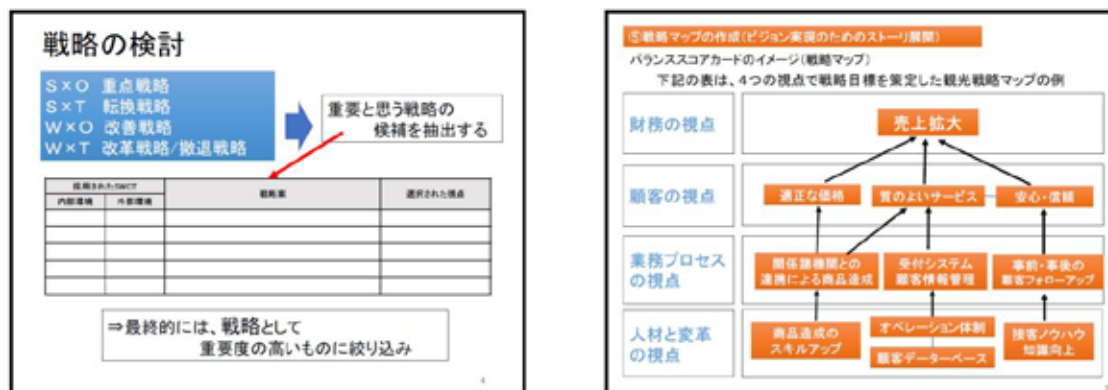 戦略の検討
S×O 重点戦略
S×T 転換戦略
W×O 改善戦略
W×T 改革戦略/撤退戦略
重要と思う戦略の
候補を抽出する
採用されたSWOT
内部環境
外部環境
戦略案
選択された視点
⇒最終的には、戦略として
重要度の高いものに絞り込み
4
⑤戦略マップの作成(ビジョン実現のためのストーリ展開)
バランススコアカードのイメージ(戦略マップ)
下記の表は、4つの視点で戦略目標を策定した観光戦略マップの例
財務の視点
売上拡大
顧客の視点
適正な価格
質のよいサービス
安心・信頼
業務プロセス
の視点
関係諸機関との
連携による商品造成
受付システム
顧客情報管理
事前・事後の
顧客フォローアップ
人材と変革
の視点
商品造成の
スキルアップ
オペレーション体制
顧客データーベース
接客ノウハウ
知識向上